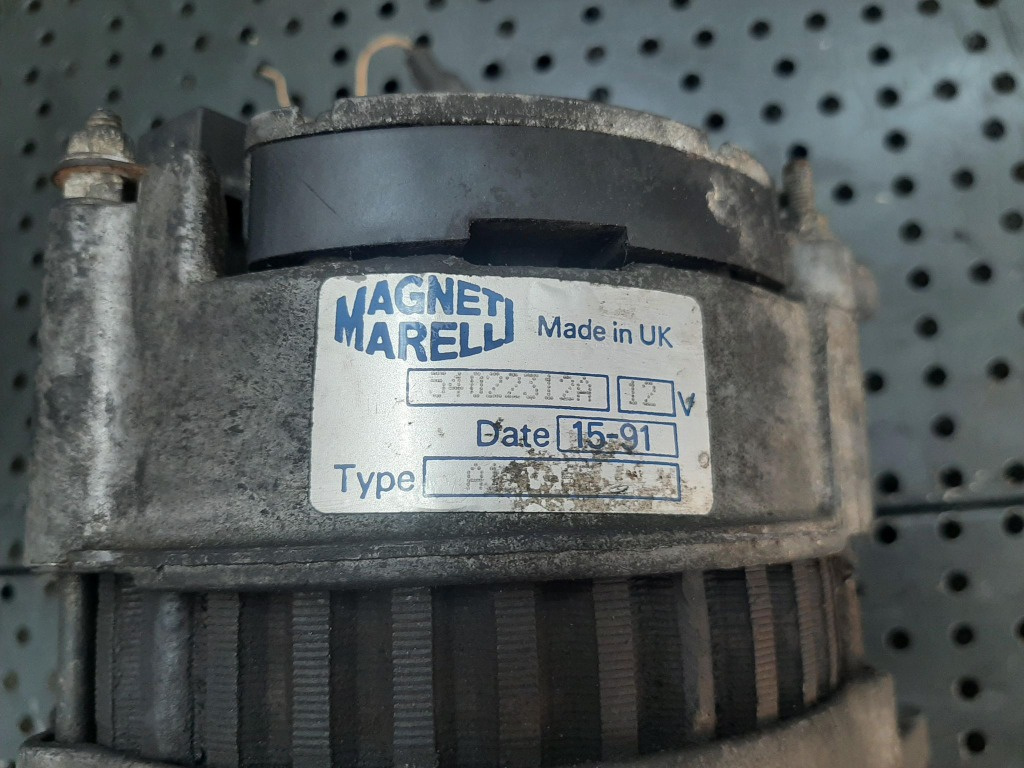 MAGNETI
MARELLI
Made in UK
54022312A 12 V
Date 15-91
Type